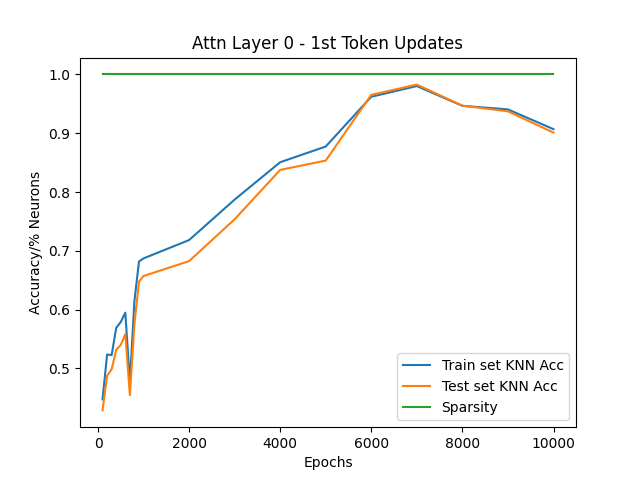 Attn Layer 0 - 1st Token Updates
1.0
0.9
0.8
0.7
0.6
0.5
Accuracy/% Neurons
Train set KNN Acc
Test set KNN Acc
Sparsity
0 2000 4000 6000 8000 10000
Epochs